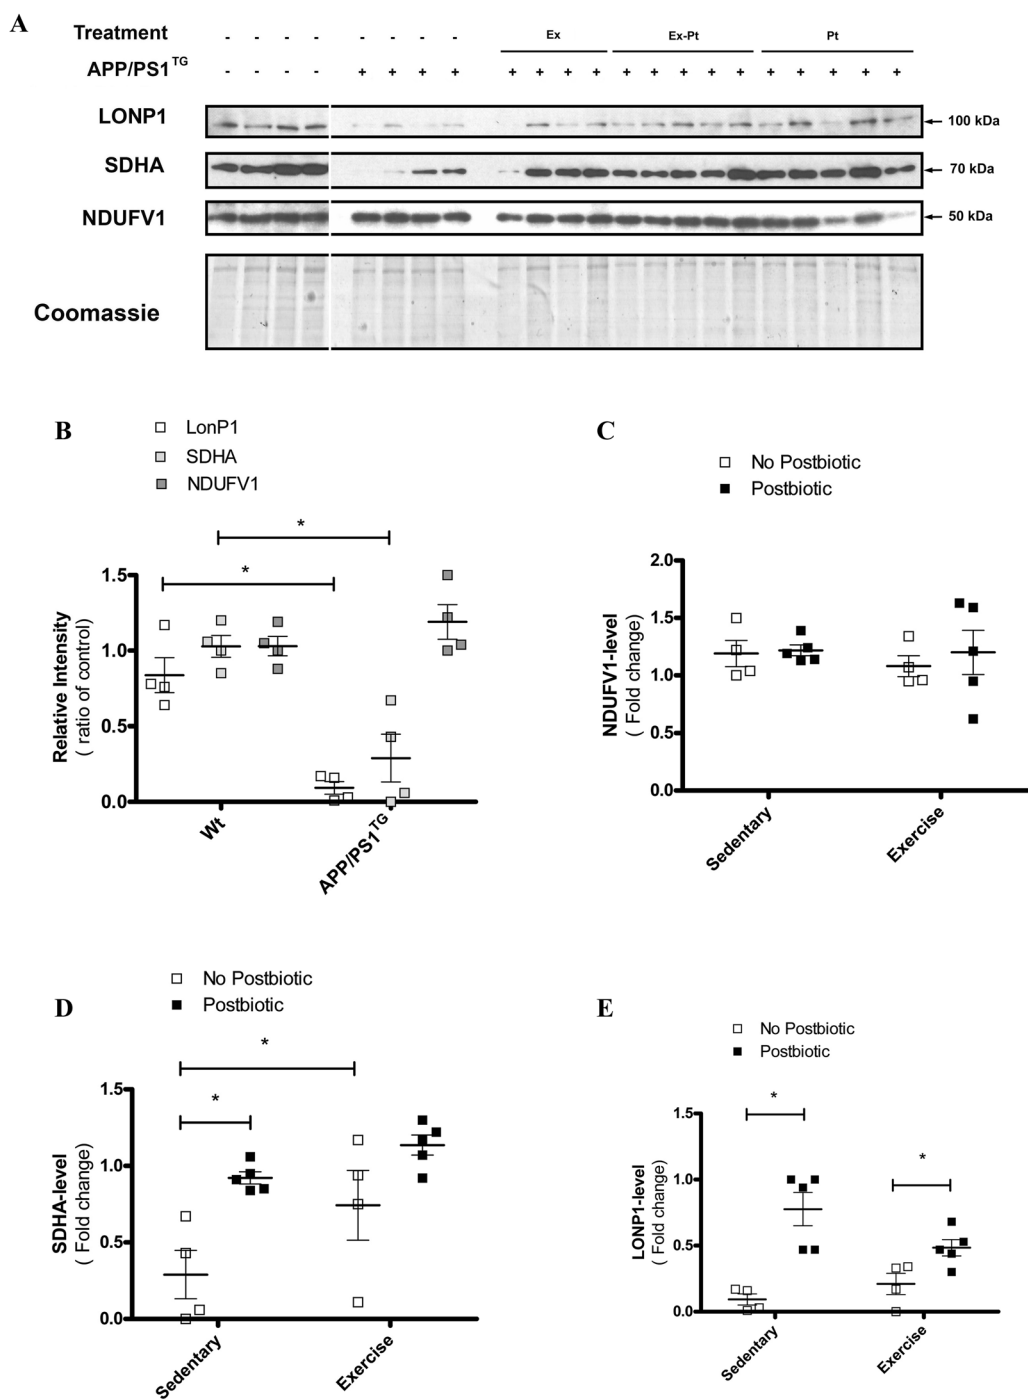 A
Treatment - - - - - - - - Ex Ex-Pt Pt
APP/PS1TG - - - - + + + + + + + + + + + + + + + + + +
LONP1 100 kDa
SDHA 70 kDa
NDUFV1 50 kDa
Coomassie
B
LonP1
SDHA
NDUFV1
*
*
Relative Intensity
( ratio of control)
1.5
1.0
0.5
0.0
Wt
APP/PS1TG
C
No Postbiotic
Postbiotic
NDUFV1-level
( Fold change)
2.0
1.5
1.0
0.5
0.0
Sedentary
Exercise
D
No Postbiotic
Postbiotic
*
*
SDHA-level
( Fold change)
1.5
1.0
0.5
0.0
Sedentary
Exercise
E
No Postbiotic
Postbiotic
*
*
LONP1-level
( Fold change)
1.5
1.0
0.5
0.0
Sedentary
Exercise